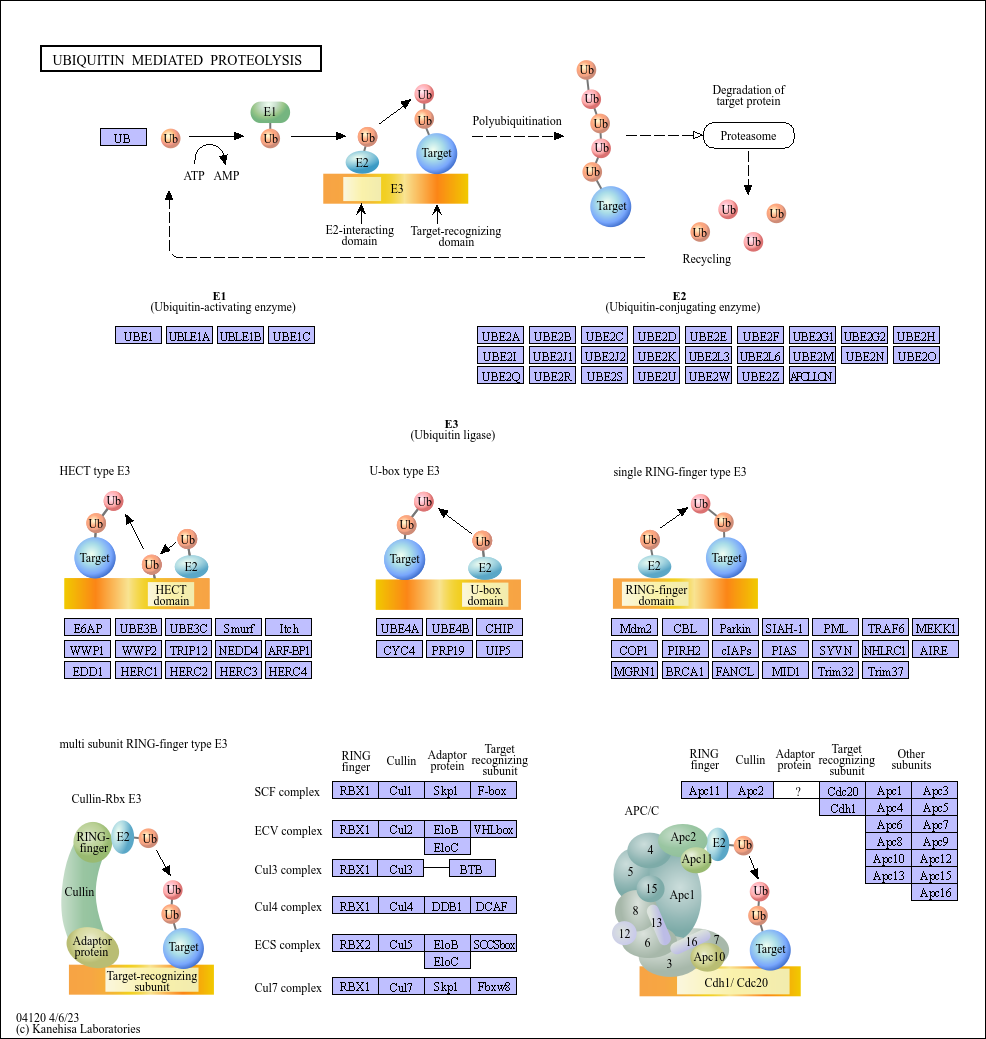 UBIQUITIN MEDIATED PROTEOLYSIS
UB
Ub
ATP
AMP
E1
Ub
Ub
E2
Ub
Ub
Target
E3
E2-interacting
domain
Target-recognizing
domain
Polyubiquitination
Ub
Ub
Ub
Ub
Ub
Target
Degradation of
target protein
Proteasome
Ub
Ub
Ub
Ub
Recycling
E1
(Ubiquitin-activating enzyme)
UBE1 UBLE1A UBLE1B UBE1C
E2
(Ubiquitin-conjugating enzyme)
UBE2A UBE2B UBE2C UBE2D UBE2E UBE2F UBE2G1 UBE2G2 UBE2H
UBE2I UBE2J1 UBE2J2 UBE2K UBE2L3 UBE2L6 UBE2M UBE2N UBE2O
UBE2Q UBE2R UBE2S UBE2U UBE2W UBE2Z
E3
(Ubiquitin ligase)
HECT type E3
Ub
Ub
Target
Ub
Ub
E2
HECT
domain
E6AP UBE3B UBE3C Smurf Itch
WWP1 WWP2 TRIP12 NEDD4 ARF-BP1
EDD1 HERC1 HERC2 HERC3 HERC4
U-box type E3
Ub
Ub
Target
Ub
E2
U-box
domain
UBE4A UBE4B CHIP
CYC4 PRP19 UIP5
single RING-finger type E3
Ub
E2
Ub
Ub
Target
RING-finger
domain
Mdm2 CBL Parkin SIAH-1 PML TRAF6 MEKK1
COP1 PIRH2 cIAPs PIAS SYVN NHLRC1 AIRE
MGRN1 BRCA1 FANCL MID1 Trim32 Trim37
multi subunit RING-finger type E3
Cullin-Rbx E3
RING-
finger
E2
Ub
Cullin
Ub
Ub
Adaptor
protein
Target
Target-recognizing
subunit
RING
finger
Cullin
Adaptor
protein
Target
recognizing
subunit
SCF complex RBX1 Cul1 Skp1 F-box
ECV complex RBX1 Cul2 EloB VHLbox
EloC
Cul3 complex RBX1 Cul3 BTB
Cul4 complex RBX1 Cul4 DDB1 DCAF
ECS complex RBX2 Cul5 EloB SOCSbox
EloC
Cul7 complex RBX1 Cul7 Skp1 Fbxw8
RING
finger
Cullin
Adaptor
protein
Target
recognizing
subunit
Other
subunits
Apc11 Apc2 ? Cdc20 Apc1 Apc3
Cdh1 Apc4 Apc5
Apc6 Apc7
Apc8 Apc9
Apc10 Apc12
Apc13 Apc15
Apc16
APC/C
Apc2
E2
Ub
4
Apc11
5
15
Apc1
Ub
8
13
Ub
12
6
16
7
3
Apc10
Target
Cdh1/ Cdc20
04120 4/6/23
(c) Kanehisa Laboratories